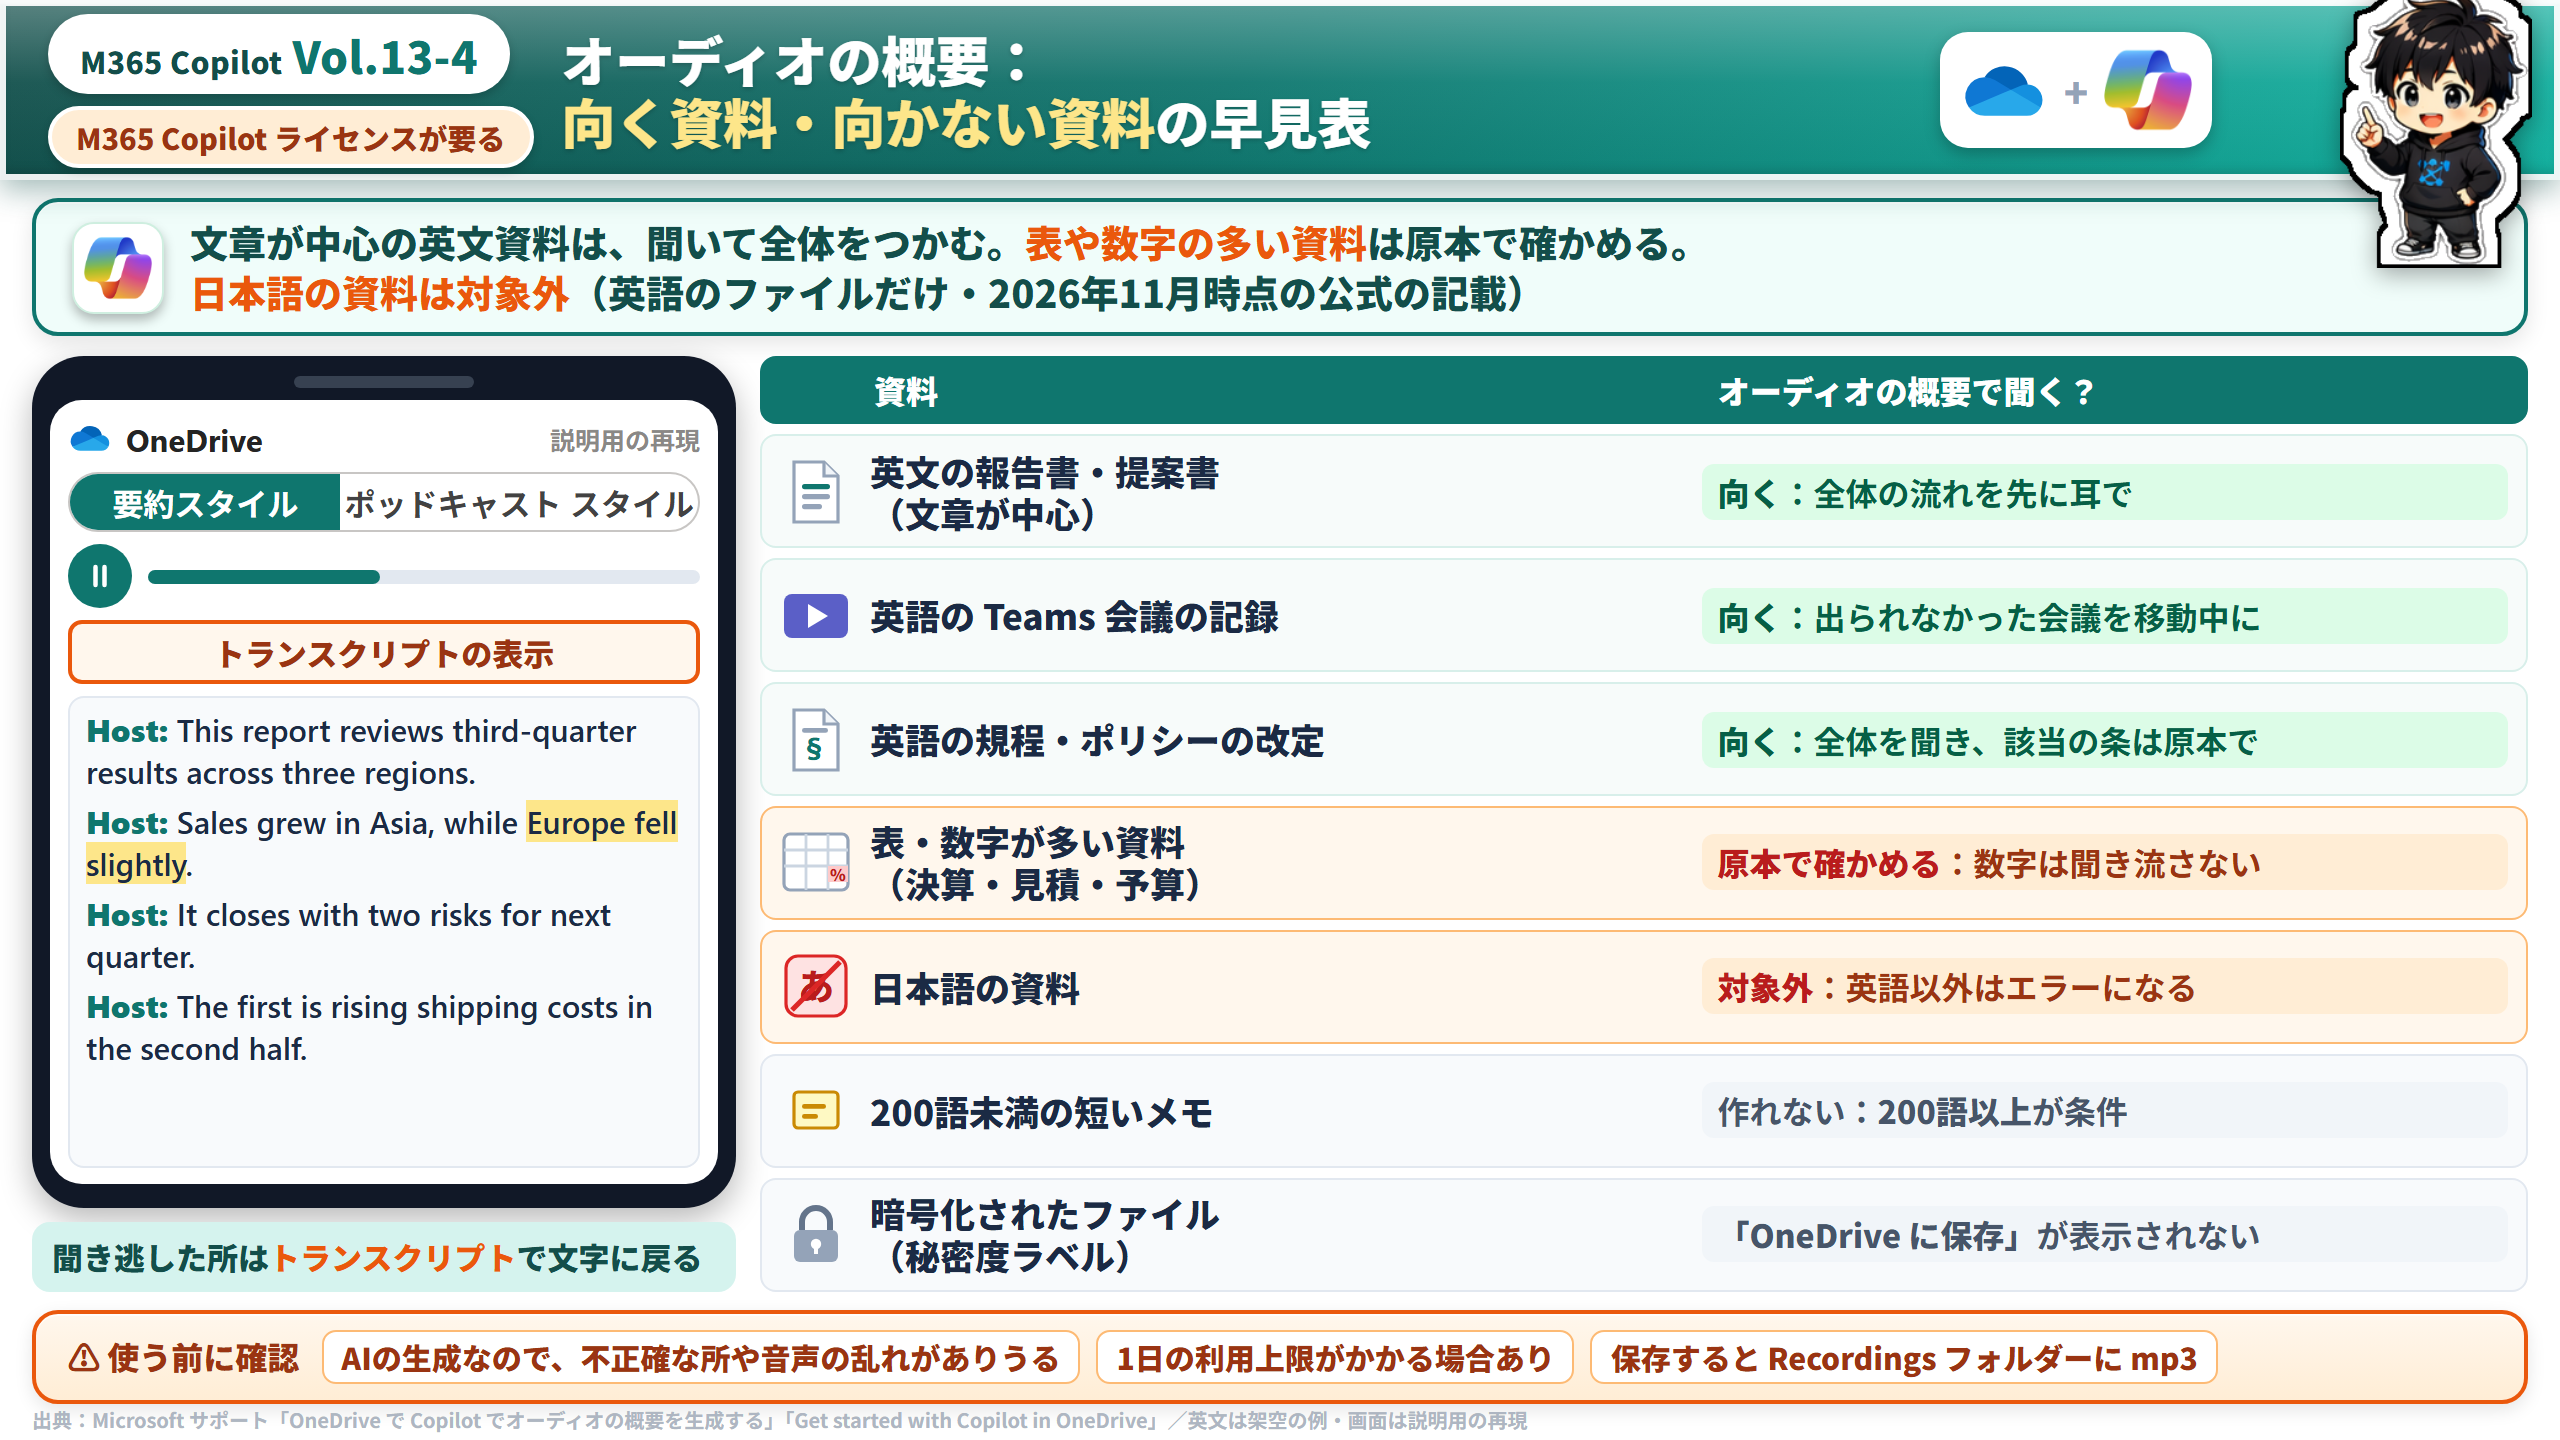 M365 Copilot Vol.13-4
M365 Copilot ライセンスが要る
オーディオの概要：
向く資料・向かない資料の早見表
文章が中心の英文資料は、聞いて全体をつかむ。表や数字の多い資料は原本で確かめる。
日本語の資料は対象外（英語のファイルだけ・2026年11月時点の公式の記載）
OneDrive
説明用の再現
要約スタイル
ポッドキャスト スタイル
トランスクリプトの表示
Host: This report reviews third-quarter
results across three regions.
Host: Sales grew in Asia, while Europe fell
slightly.
Host: It closes with two risks for next
quarter.
Host: The first is rising shipping costs in
the second half.
聞き逃した所はトランスクリプトで文字に戻る
資料
オーディオの概要で聞く？
英文の報告書・提案書
（文章が中心）
向く：全体の流れを先に耳で
英語の Teams 会議の記録
向く：出られなかった会議を移動中に
§
英語の規程・ポリシーの改定
向く：全体を聞き、該当の条は原本で
%
表・数字が多い資料
（決算・見積・予算）
原本で確かめる：数字は聞き流さない
あ
日本語の資料
対象外：英語以外はエラーになる
200語未満の短いメモ
作れない：200語以上が条件
暗号化されたファイル
（秘密度ラベル）
「OneDrive に保存」が表示されない
⚠ 使う前に確認
AIの生成なので、不正確な所や音声の乱れがありうる
1日の利用上限がかかる場合あり
保存すると Recordings フォルダーに mp3
出典：Microsoft サポート「OneDrive で Copilot でオーディオの概要を生成する」「Get started with Copilot in OneDrive」／英文は架空の例・画面は説明用の再現